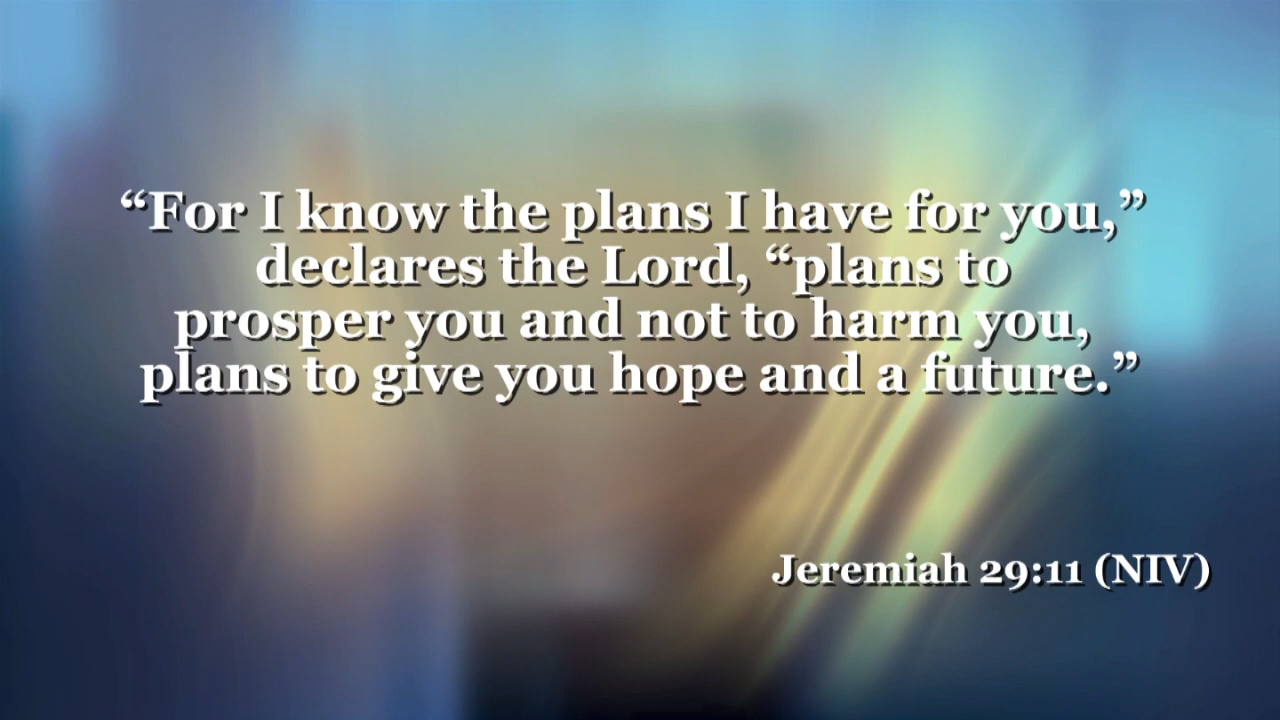 “For I know the plans I have for you,”
declares the Lord, “plans to
prosper you and not to harm you,
plans to give you hope and a future.”
Jeremiah 29:11 (NIV)